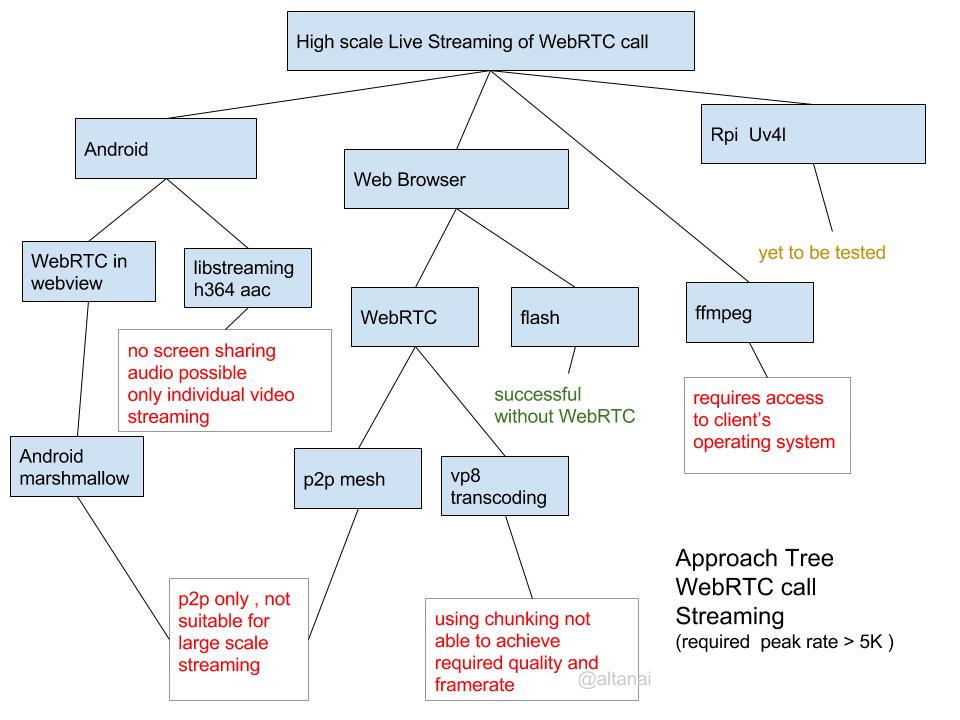 High scale Live Streaming of WebRTC call
Android
Web Browser
Rpi Uv4l
WebRTC in
webview
libstreaming
h364 aac
WebRTC
flash
ffmpeg
yet to be tested
no screen sharing
audio possible
only individual video
streaming
successful
without WebRTC
requires access
to client’s
operating system
Android
marshmallow
p2p mesh
vp8
transcoding
p2p only , not
suitable for
large scale
streaming
using chunking not
able to achieve
required quality and
framerate
@altanai
Approach Tree
WebRTC call
Streaming
(required peak rate > 5K )